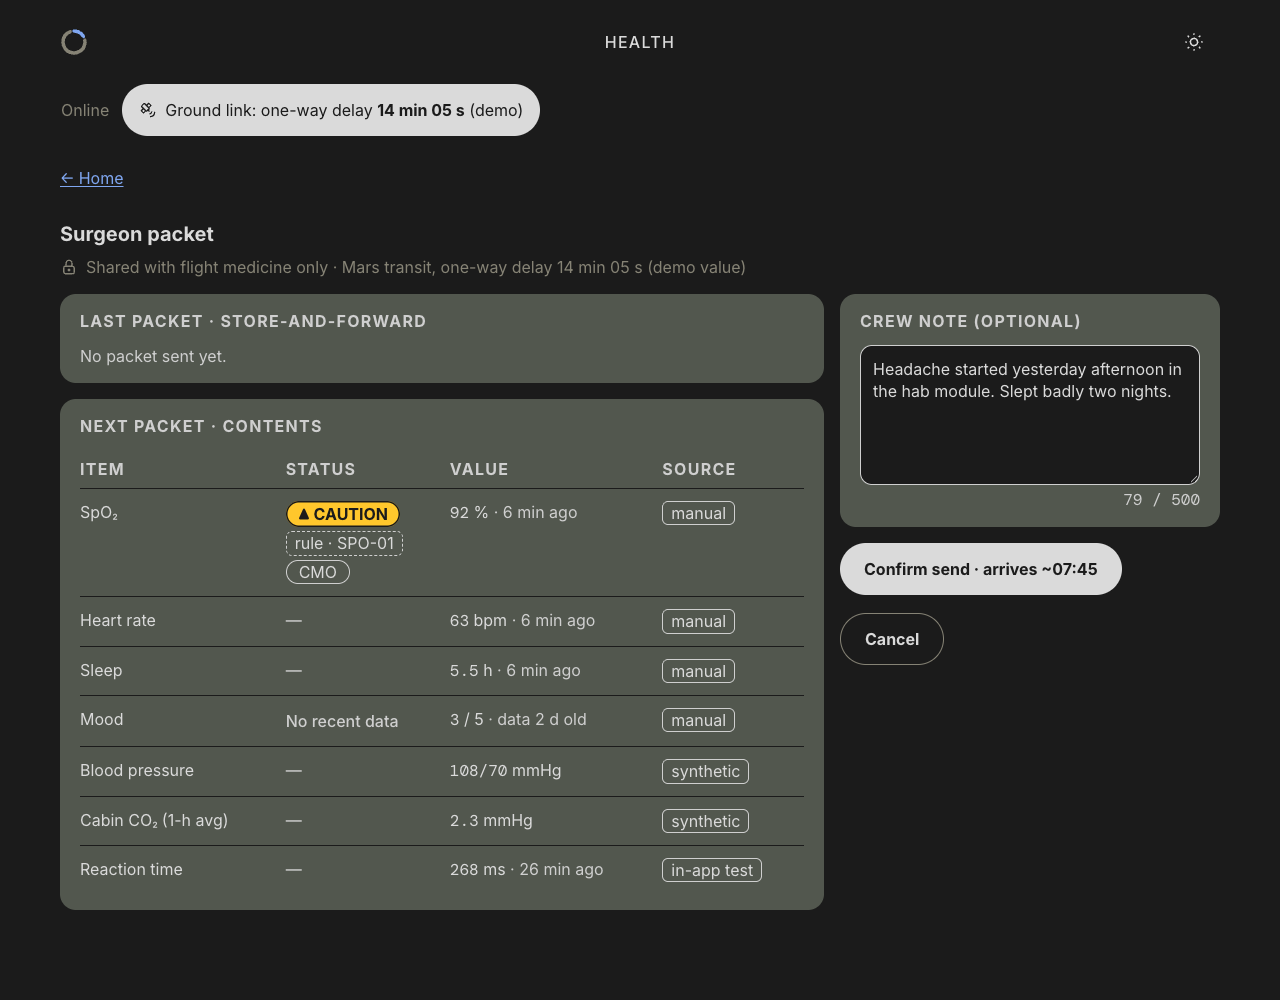 HEALTH
Online
Ground link: one-way delay 14 min 05 s (demo)
← Home
Surgeon packet
Shared with flight medicine only · Mars transit, one-way delay 14 min 05 s (demo value)
LAST PACKET · STORE-AND-FORWARD
No packet sent yet.
NEXT PACKET · CONTENTS
ITEM STATUS VALUE SOURCE
SpO₂ CAUTION 92 % · 6 min ago manual
rule · SPO-01
CMO
Heart rate — 63 bpm · 6 min ago manual
Sleep — 5.5 h · 6 min ago manual
Mood No recent data 3 / 5 · data 2 d old manual
Blood pressure — 108/70 mmHg synthetic
Cabin CO₂ (1-h avg) — 2.3 mmHg synthetic
Reaction time — 268 ms · 26 min ago in-app test
CREW NOTE (OPTIONAL)
Headache started yesterday afternoon in
the hab module. Slept badly two nights.
79 / 500
Confirm send · arrives ~07:45
Cancel